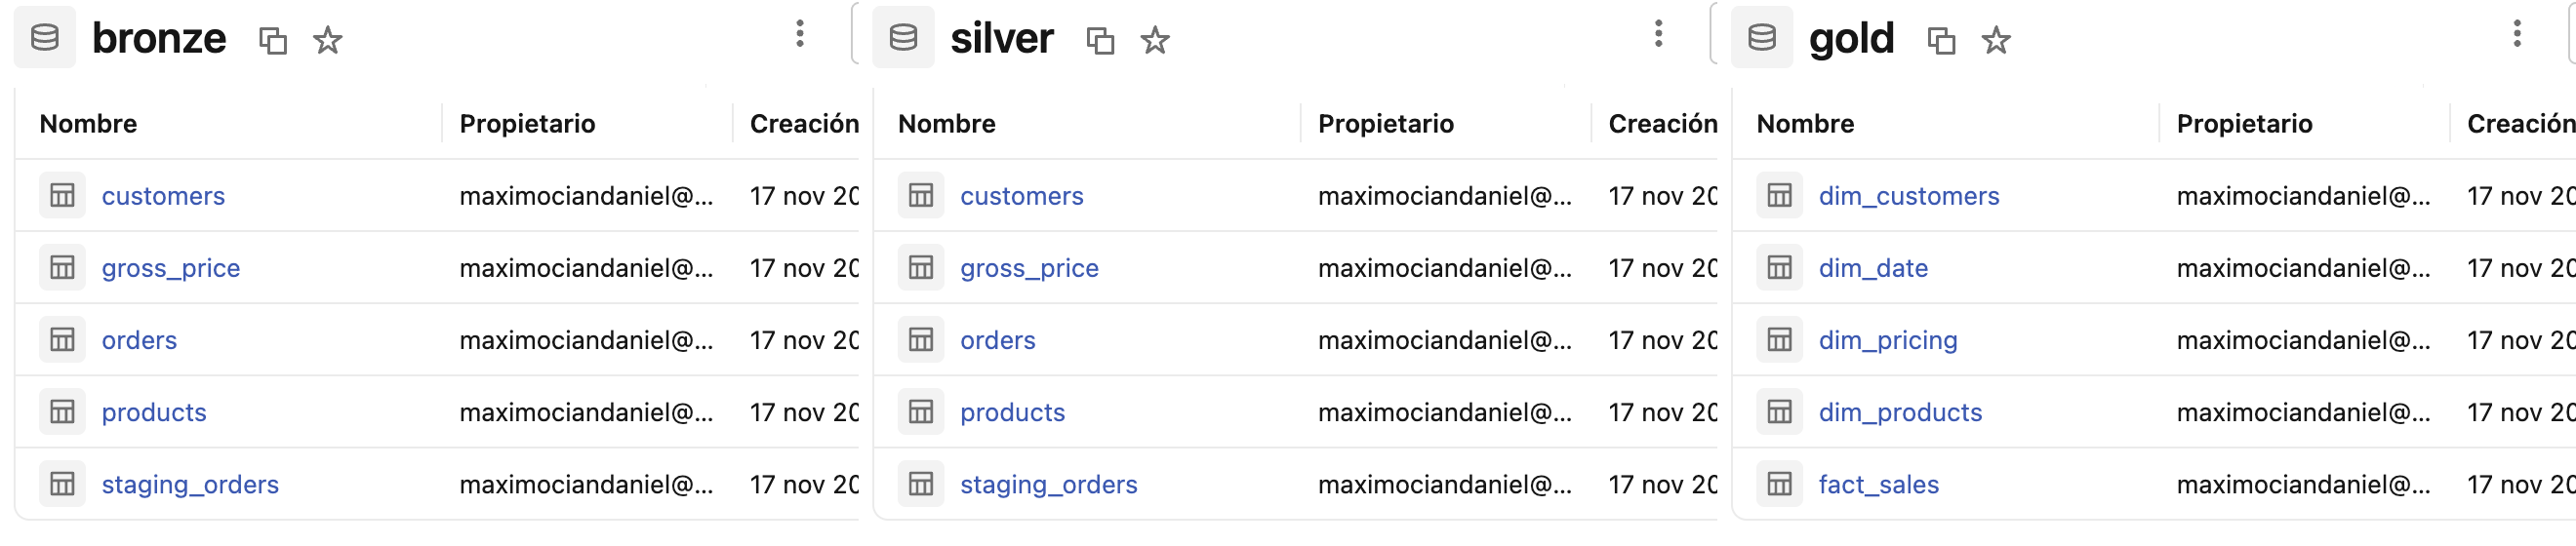 bronze
Nombre Propietario Creación
customers maximociandaniel@... 17 nov 20
gross_price maximociandaniel@... 17 nov 20
orders maximociandaniel@... 17 nov 20
products maximociandaniel@... 17 nov 20
staging_orders maximociandaniel@... 17 nov 20
silver
Nombre Propietario Creación
customers maximociandaniel@... 17 nov 20
gross_price maximociandaniel@... 17 nov 20
orders maximociandaniel@... 17 nov 20
products maximociandaniel@... 17 nov 20
staging_orders maximociandaniel@... 17 nov 20
gold
Nombre Propietario Creación
dim_customers maximociandaniel@... 17 nov 20
dim_date maximociandaniel@... 17 nov 20
dim_pricing maximociandaniel@... 17 nov 20
dim_products maximociandaniel@... 17 nov 20
fact_sales maximociandaniel@... 17 nov 20